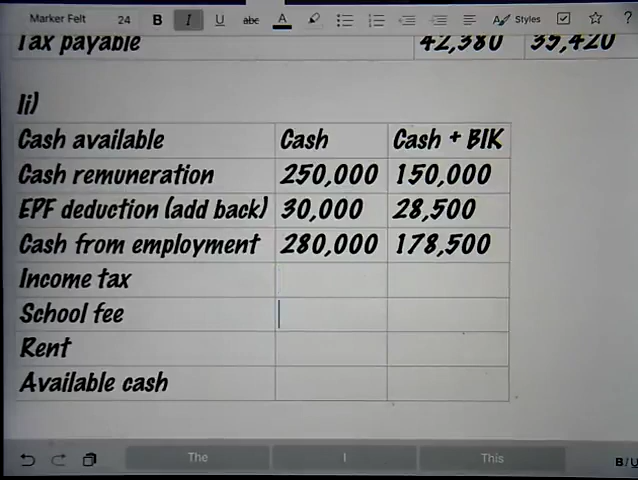 Marker Felt 24 B I U abc A Styles ?
Tax payable 42,380 35,420
Ii)
Cash available Cash Cash + BIK
Cash remuneration 250,000 150,000
EPF deduction (add back) 30,000 28,500
Cash from employment 280,000 178,500
Income tax
School fee
Rent
Available cash
The I This B/U